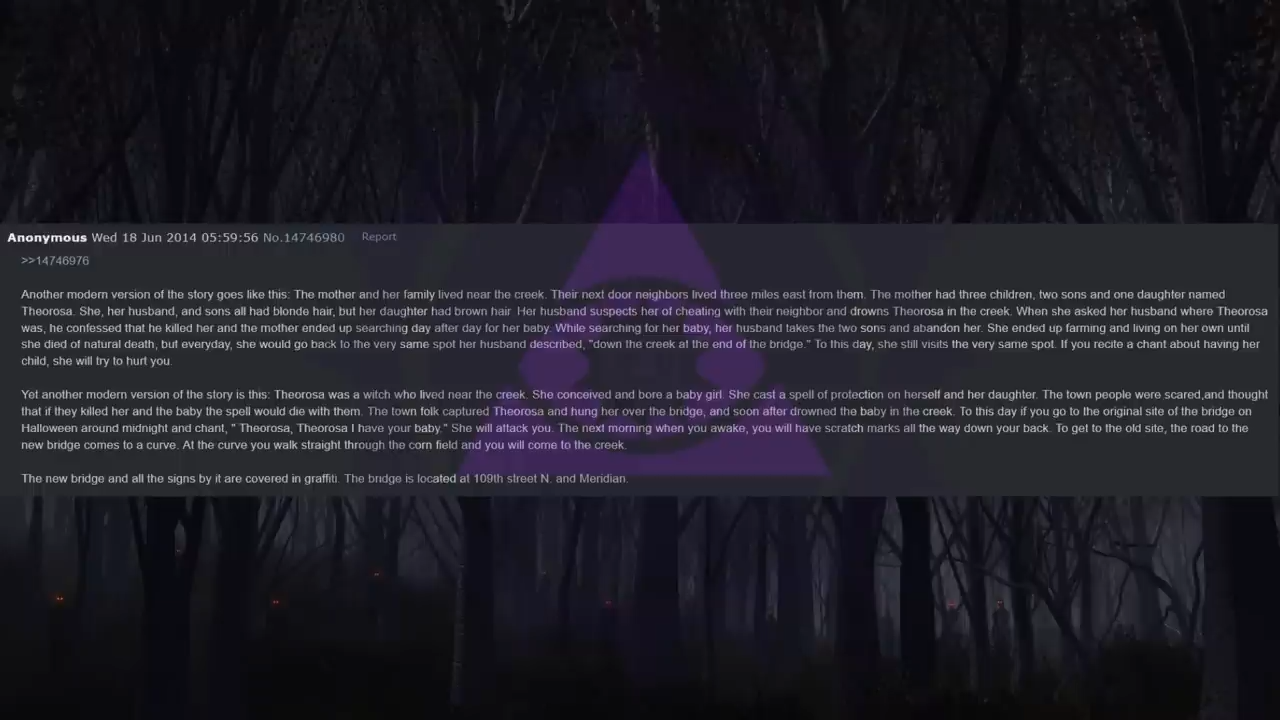 Anonymous Wed 18 Jun 2014 05:59:56 No.14746980 Report
>>14746976
Another modern version of the story goes like this: The mother and her family lived near the creek. Their next door neighbors lived three miles east from them. The mother had three children, two sons and one daughter named
Theorosa. She, her husband, and sons all had blonde hair, but her daughter had brown hair Her husband suspects her of cheating with their neighbor and drowns Theorosa in the creek. When she asked her husband where Theorosa
was, he confessed that he killed her and the mother ended up searching day after day for her baby. While searching for her baby, her husband takes the two sons and abandon her. She ended up farming and living on her own until
she died of natural death, but everyday, she would go back to the very same spot her husband described, "down the creek at the end of the bridge." To this day, she still visits the very same spot. If you recite a chant about having her
child, she will try to hurt you.
Yet another modern version of the story is this: Theorosa was a witch who lived near the creek. She conceived and bore a baby girl. She cast a spell of protection on herself and her daughter. The town people were scared,and thought
that if they killed her and the baby the spell would die with them. The town folk captured Theorosa and hung her over the bridge, and soon after drowned the baby in the creek. To this day if you go to the original site of the bridge on
Halloween around midnight and chant, " Theorosa, Theorosa I have your baby." She will attack you. The next morning when you awake, you will have scratch marks all the way down your back. To get to the old site, the road to the
new bridge comes to a curve. At the curve you walk straight through the corn field and you will come to the creek.
The new bridge and all the signs by it are covered in graffiti. The bridge is located at 109th street N. and Meridian.